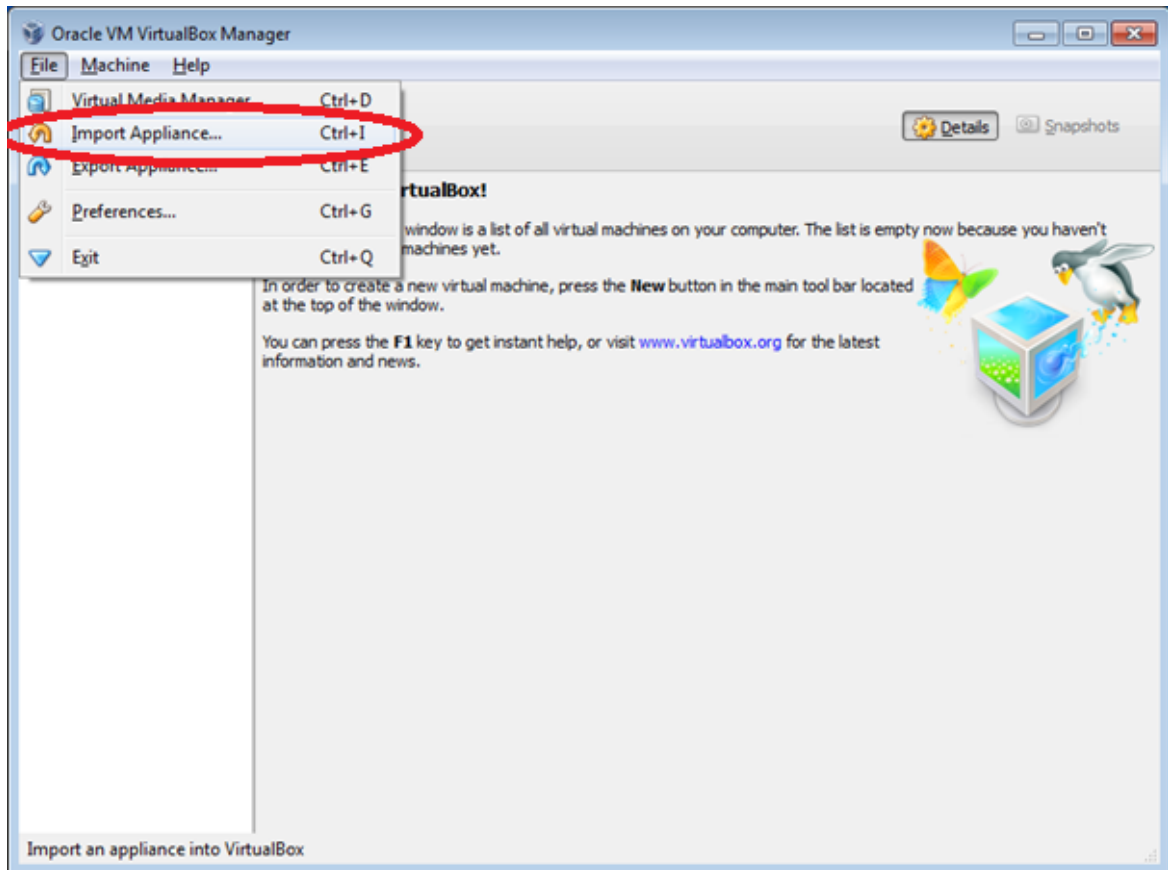 Oracle VM VirtualBox Manager
File Machine Help
Virtual Media Manager Ctrl+D
Import Appliance... Ctrl+I
Export Appliance... Ctrl+E
Preferences... Ctrl+G
Exit Ctrl+Q
Details Snapshots
rtualBox!
window is a list of all virtual machines on your computer. The list is empty now because you haven't
machines yet.
In order to create a new virtual machine, press the New button in the main tool bar located
at the top of the window.
You can press the F1 key to get instant help, or visit www.virtualbox.org for the latest
information and news.
Import an appliance into VirtualBox